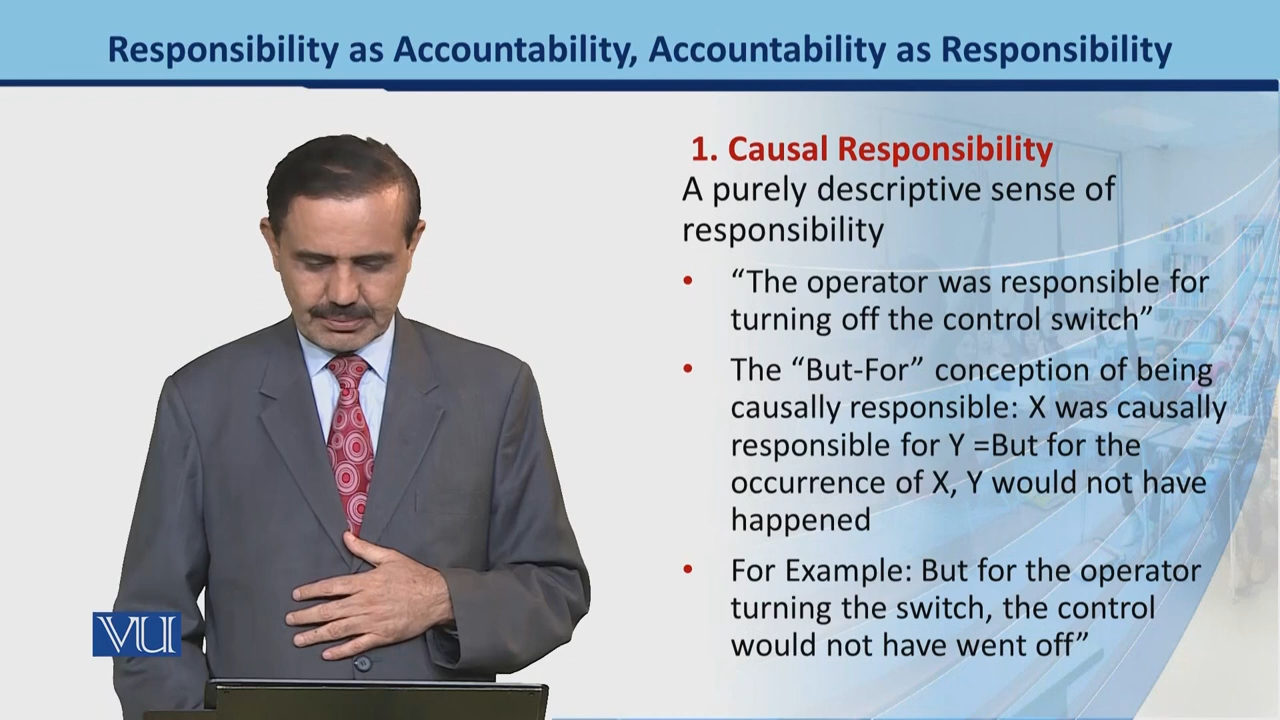 Responsibility as Accountability, Accountability as Responsibility
1. Causal Responsibility
A purely descriptive sense of
responsibility
• “The operator was responsible for
turning off the control switch”
• The “But-For” conception of being
causally responsible: X was causally
responsible for Y =But for the
occurrence of X, Y would not have
happened
• For Example: But for the operator
turning the switch, the control
would not have went off”
VU